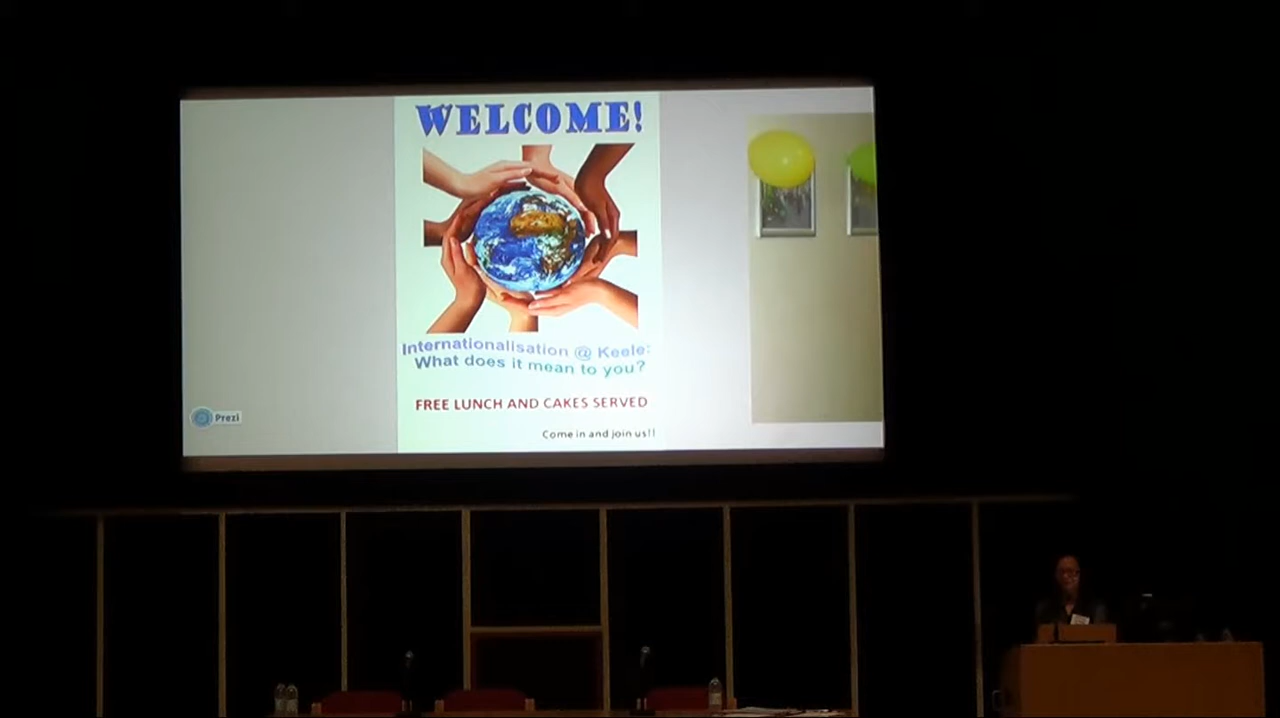 WELCOME!
Internationalisation @ Keele:
What does it mean to you?
FREE LUNCH AND CAKES SERVED
Come in and join us!!
Prezi